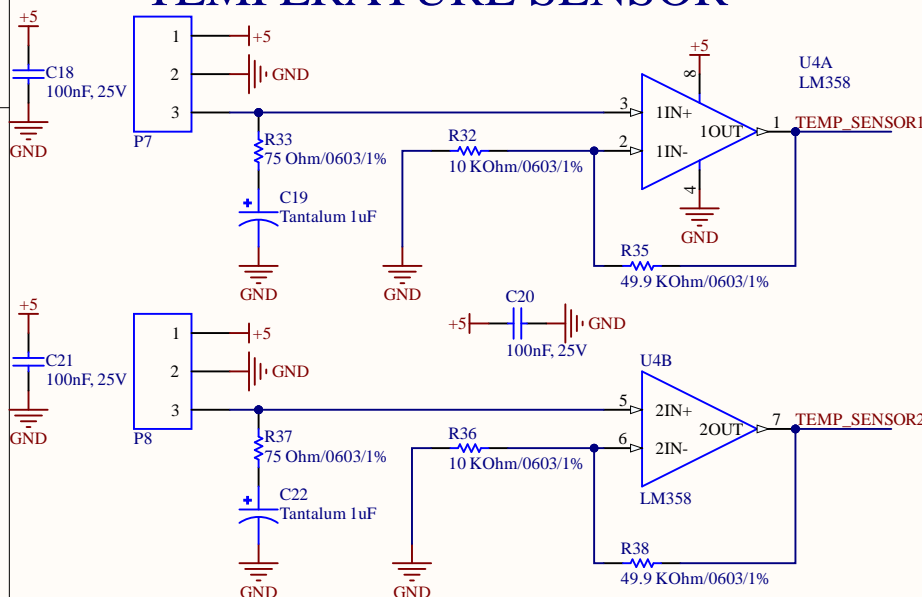 TEMPERATURE SENSOR
+5
C18
100nF, 25V
GND
1
+5
2
GND
3
P7
R33
75 Ohm/0603/1%
C19
Tantalum 1uF
GND
R32
10 KOhm/0603/1%
GND
+5
8
U4A
LM358
3
1IN+
1OUT
1
TEMP_SENSOR1
2
1IN-
4
GND
R35
49.9 KOhm/0603/1%
+5
C21
100nF, 25V
GND
1
+5
2
GND
3
P8
C20
+5
GND
100nF, 25V
R37
75 Ohm/0603/1%
C22
Tantalum 1uF
GND
R36
10 KOhm/0603/1%
GND
U4B
5
2IN+
2OUT
7
TEMP_SENSOR2
6
2IN-
LM358
R38
49.9 KOhm/0603/1%